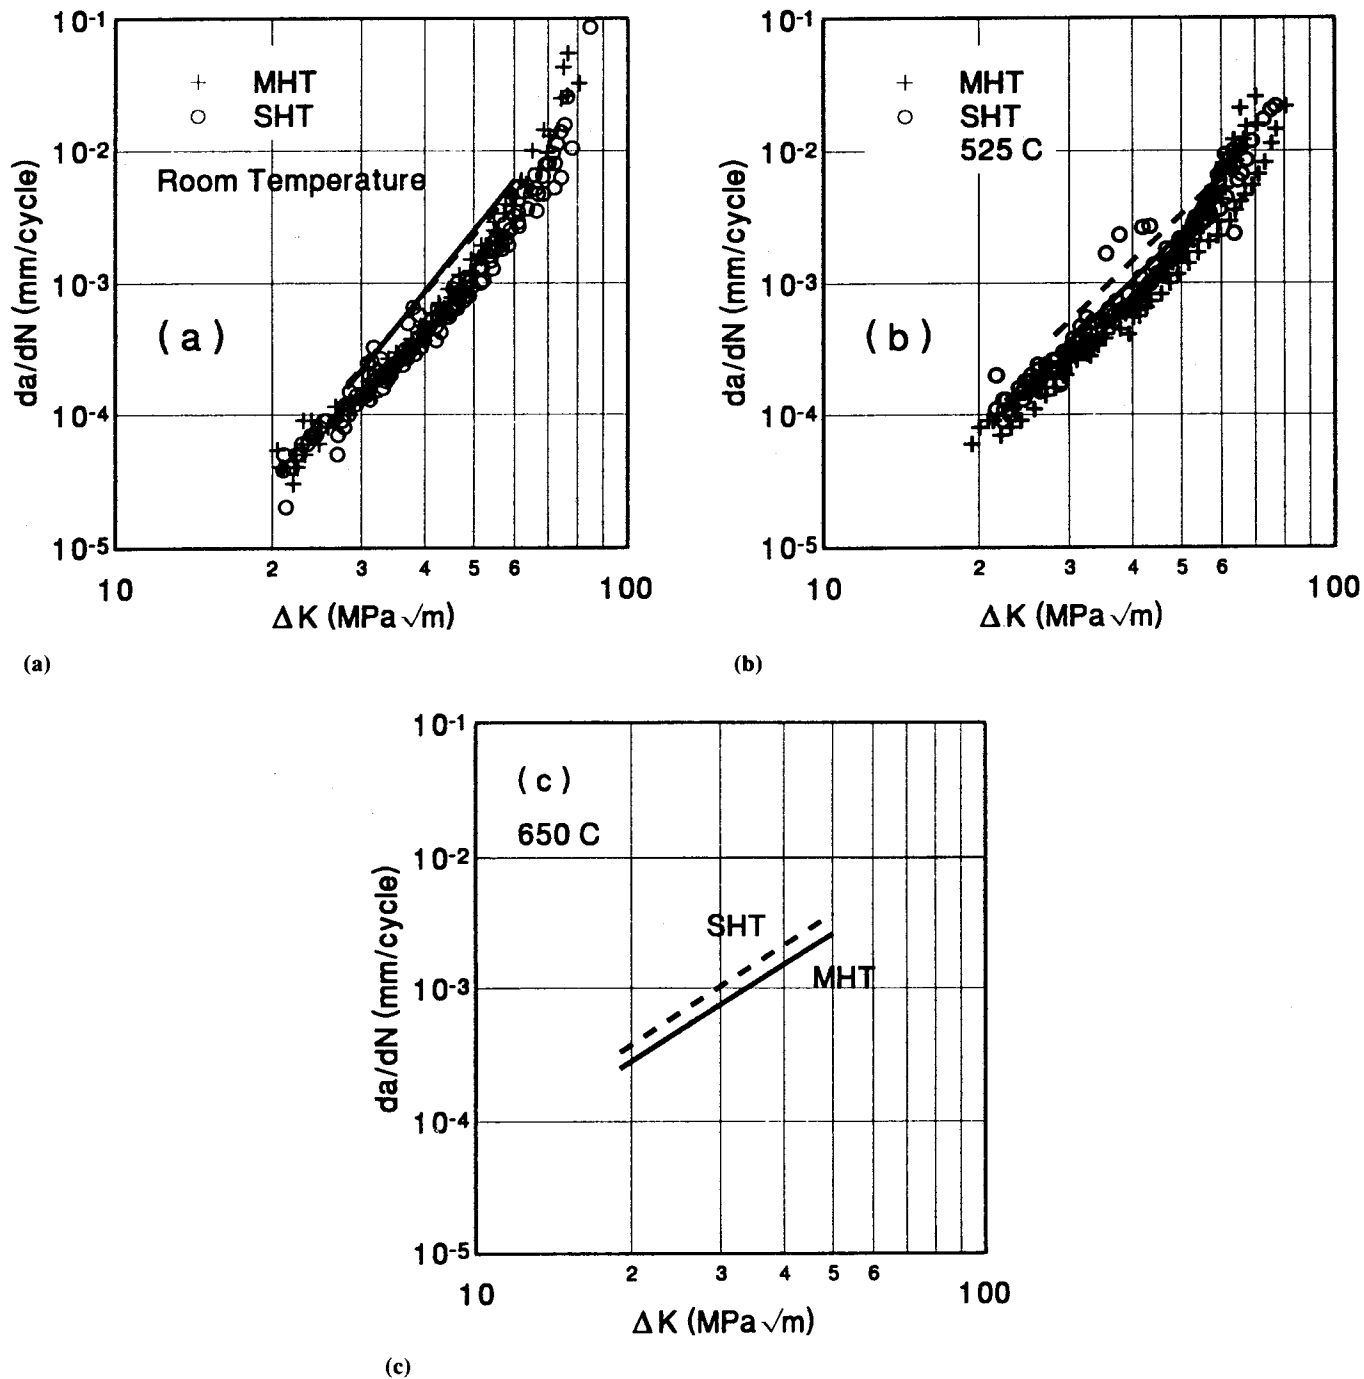 10-1
+ MHT
o SHT
10-2
Room Temperature
da/dN (mm/cycle)
10-3
(a)
10-4
10-5
10 2 3 4 5 6 100
ΔK (MPa√m)
(a)
10-1
+ MHT
o SHT
525 C
10-2
da/dN (mm/cycle)
10-3
(b)
10-4
10-5
10 2 3 4 5 6 100
ΔK (MPa√m)
(b)
10-1
(c)
650 C
10-2
da/dN (mm/cycle)
SHT
MHT
10-3
10-4
10-5
10 2 3 4 5 6 100
ΔK (MPa√m)
(c)